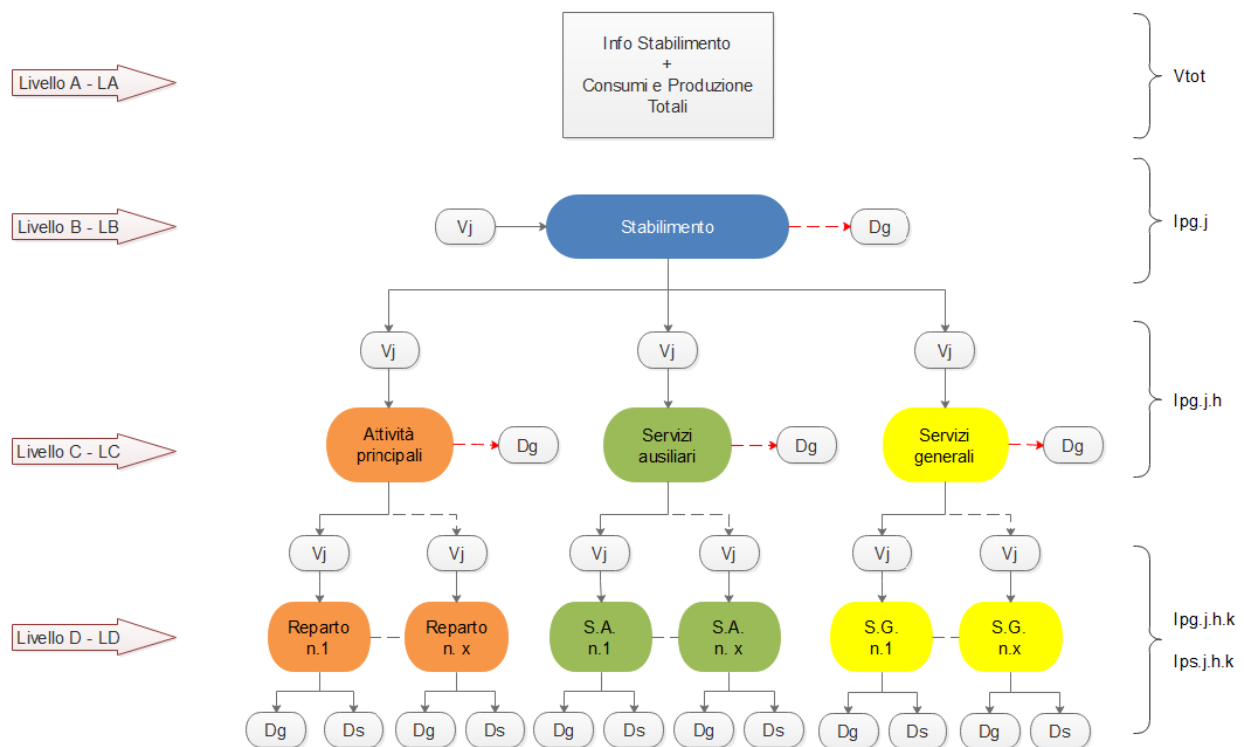 Info Stabilimento
+
Consumi e Produzione
Totali
Livello A - LA
Vtot
Livello B - LB
Vj
Stabilimento
Dg
Ipg.j
Vj
Vj
Vj
Ipg.j.h
Livello C - LC
Attività
principali
Dg
Servizi
ausiliari
Dg
Servizi
generali
Dg
Vj
Vj
Vj
Vj
Vj
Vj
Livello D - LD
Reparto
n.1
Reparto
n. x
S.A.
n.1
S.A.
n. x
S.G.
n.1
S.G.
n.x
Ipg.j.h.k
Ips.j.h.k
Dg
Ds
Dg
Ds
Dg
Ds
Dg
Ds
Dg
Ds
Dg
Ds